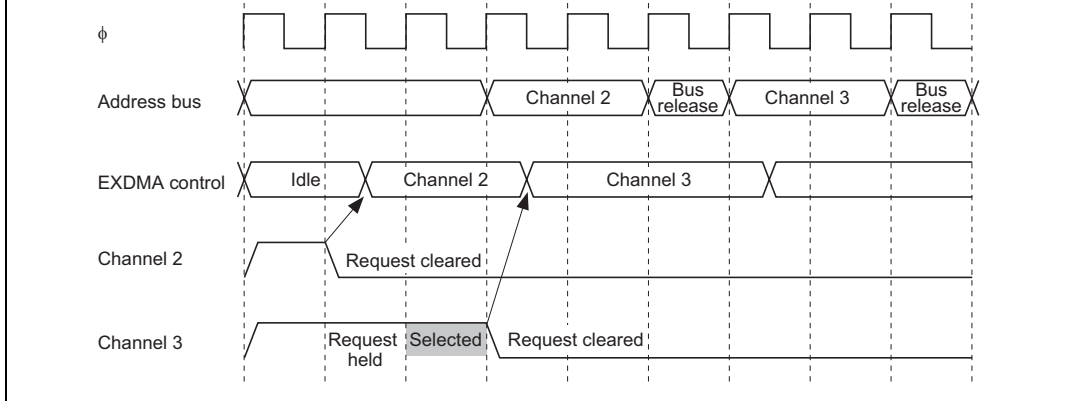 ϕ
Address bus
Channel 2
Bus
release
Channel 3
Bus
release
EXDMA control
Idle
Channel 2
Channel 3
Channel 2
Request cleared
Channel 3
Request
held
Selected
Request cleared